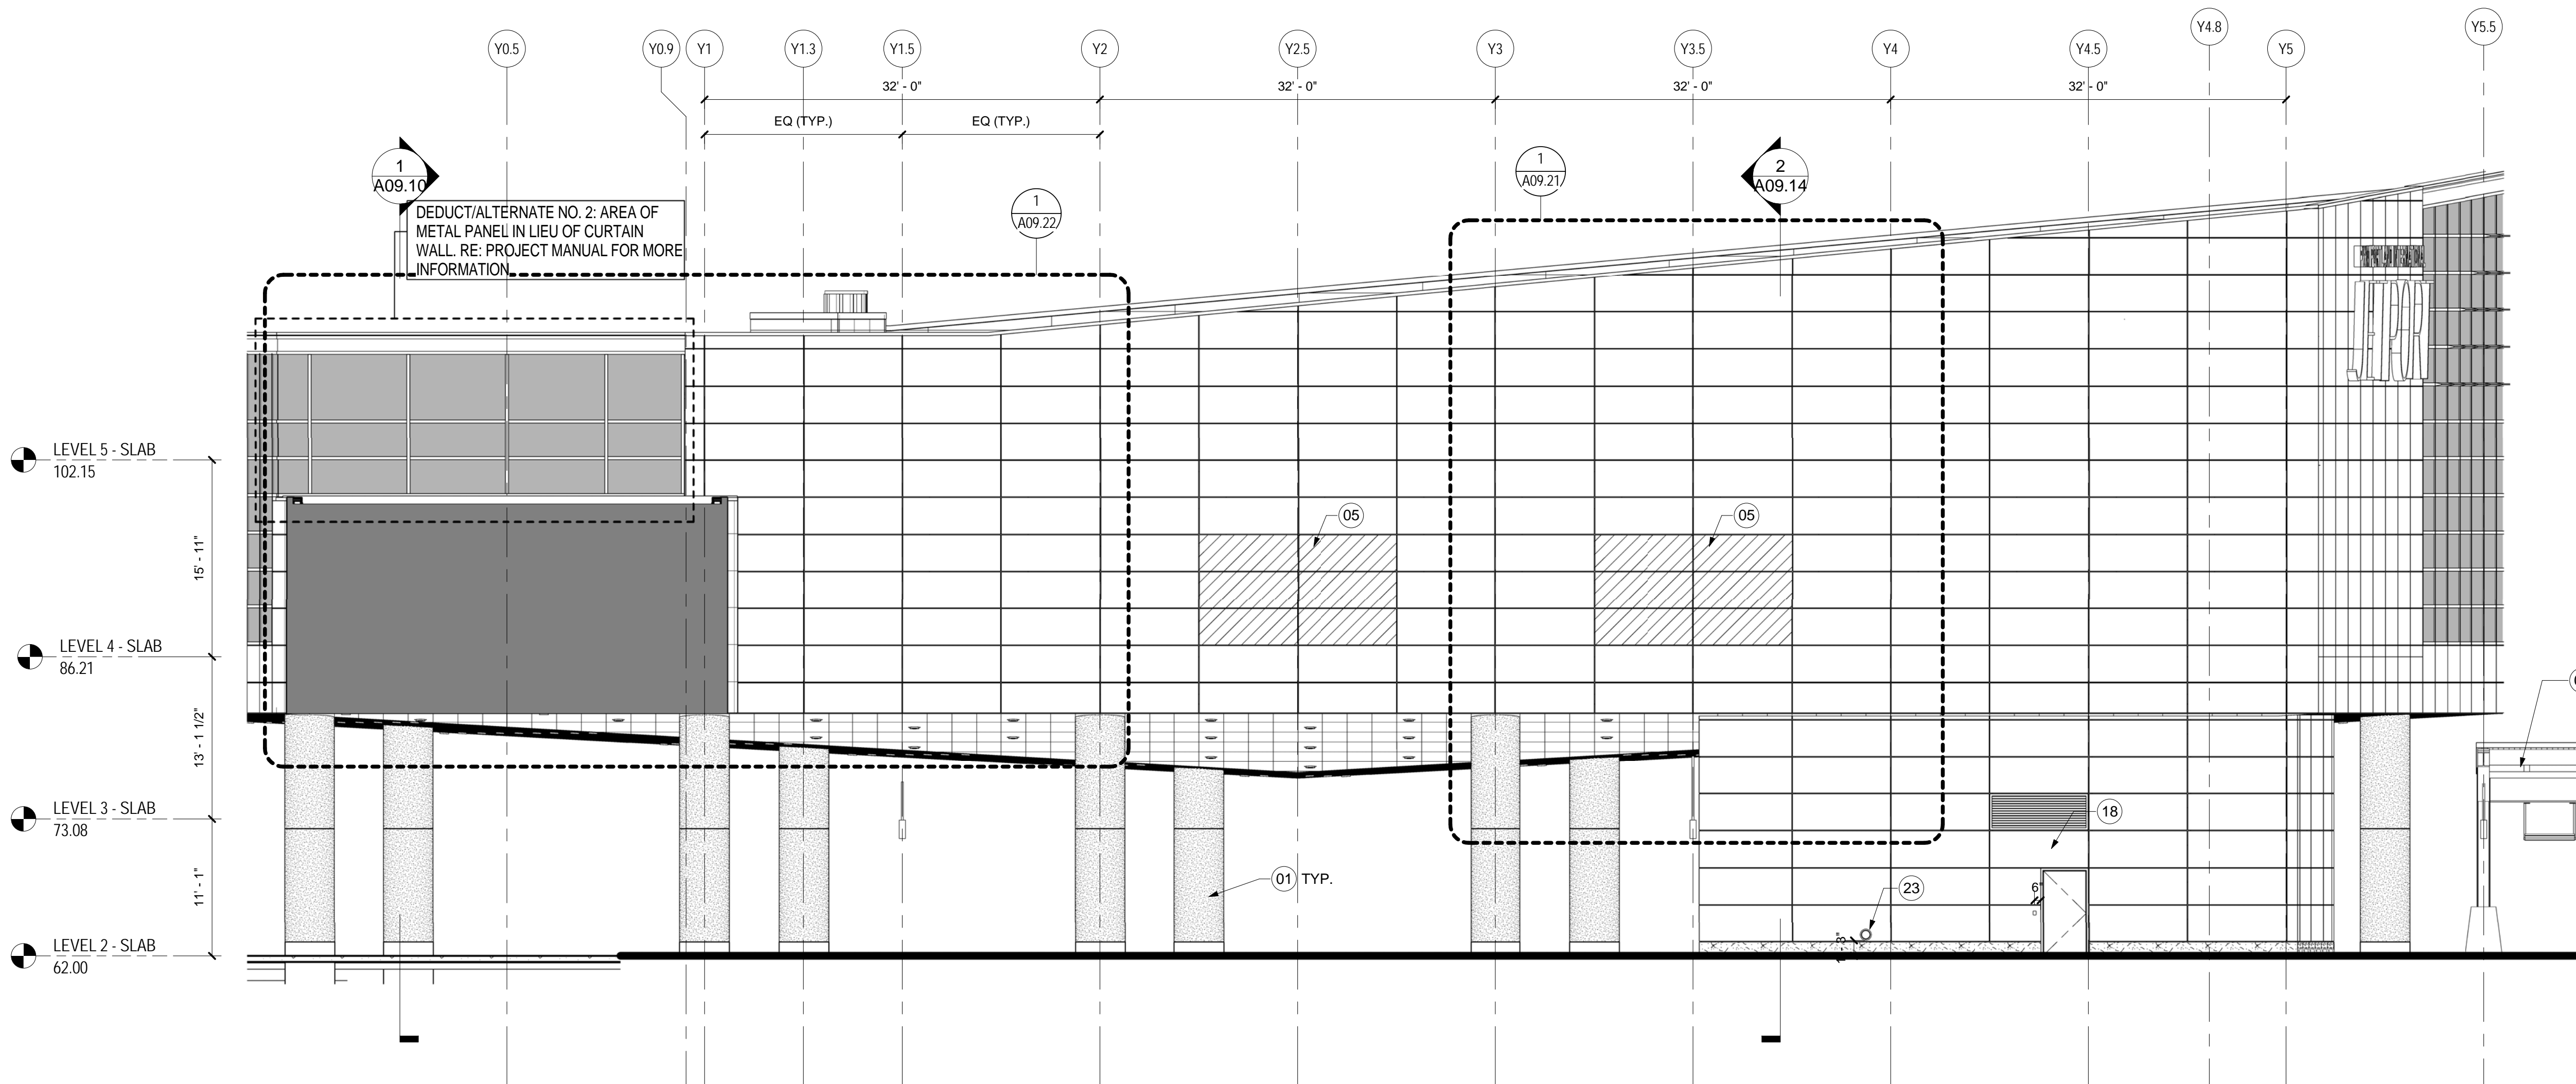 Y0.5
Y0.9
Y1
Y1.3
Y1.5
Y2
Y2.5
Y3
Y3.5
Y4
Y4.5
Y4.8
Y5
Y5.5
32' - 0"
32' - 0"
32' - 0"
32' - 0"
EQ (TYP.)
EQ (TYP.)
1
A09.10
DEDUCT/ALTERNATE NO. 2: AREA OF
METAL PANEL IN LIEU OF CURTAIN
WALL. RE: PROJECT MANUAL FOR MORE
INFORMATION
1
A09.22
1
A09.21
2
A09.14
LEVEL 5 - SLAB
102.15
15' - 11"
05
05
LEVEL 4 - SLAB
86.21
13' - 1 1/2"
LEVEL 3 - SLAB
73.08
18
11' - 1"
01 TYP.
23
6"
LEVEL 2 - SLAB
62.00